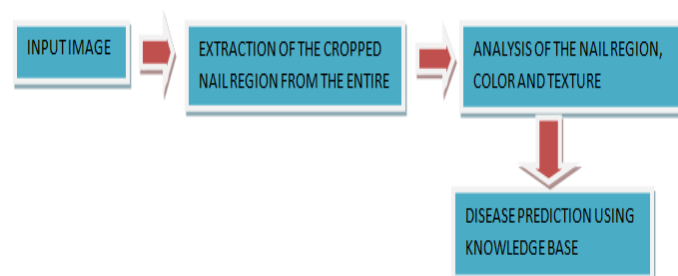 INPUT IMAGE
EXTRACTION OF THE CROPPED
NAIL REGION FROM THE ENTIRE
ANALYSIS OF THE NAIL REGION,
COLOR AND TEXTURE
DISEASE PREDICTION USING
KNOWLEDGE BASE